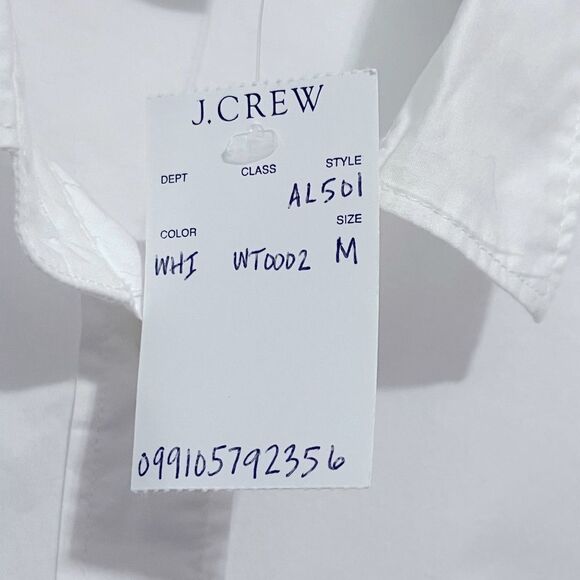 J.CREW
DEPT CLASS STYLE
AL501
COLOR SIZE
WHI WT0002 M
099105792356